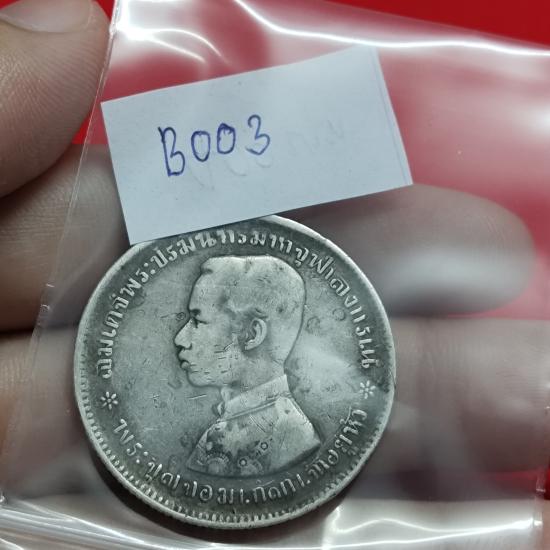 B003
สมเดจพระปรมินทรมหาจุฬาลงกรณ์
พระจุลจอมเกล้าเจ้าอยู่หัว